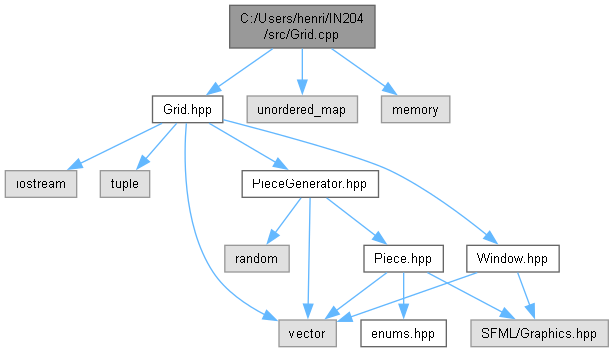 C:/Users/henri/IN204
/src/Grid.cpp
Grid.hpp
unordered_map
memory
iostream
tuple
PieceGenerator.hpp
random
Piece.hpp
Window.hpp
vector
enums.hpp
SFML/Graphics.hpp